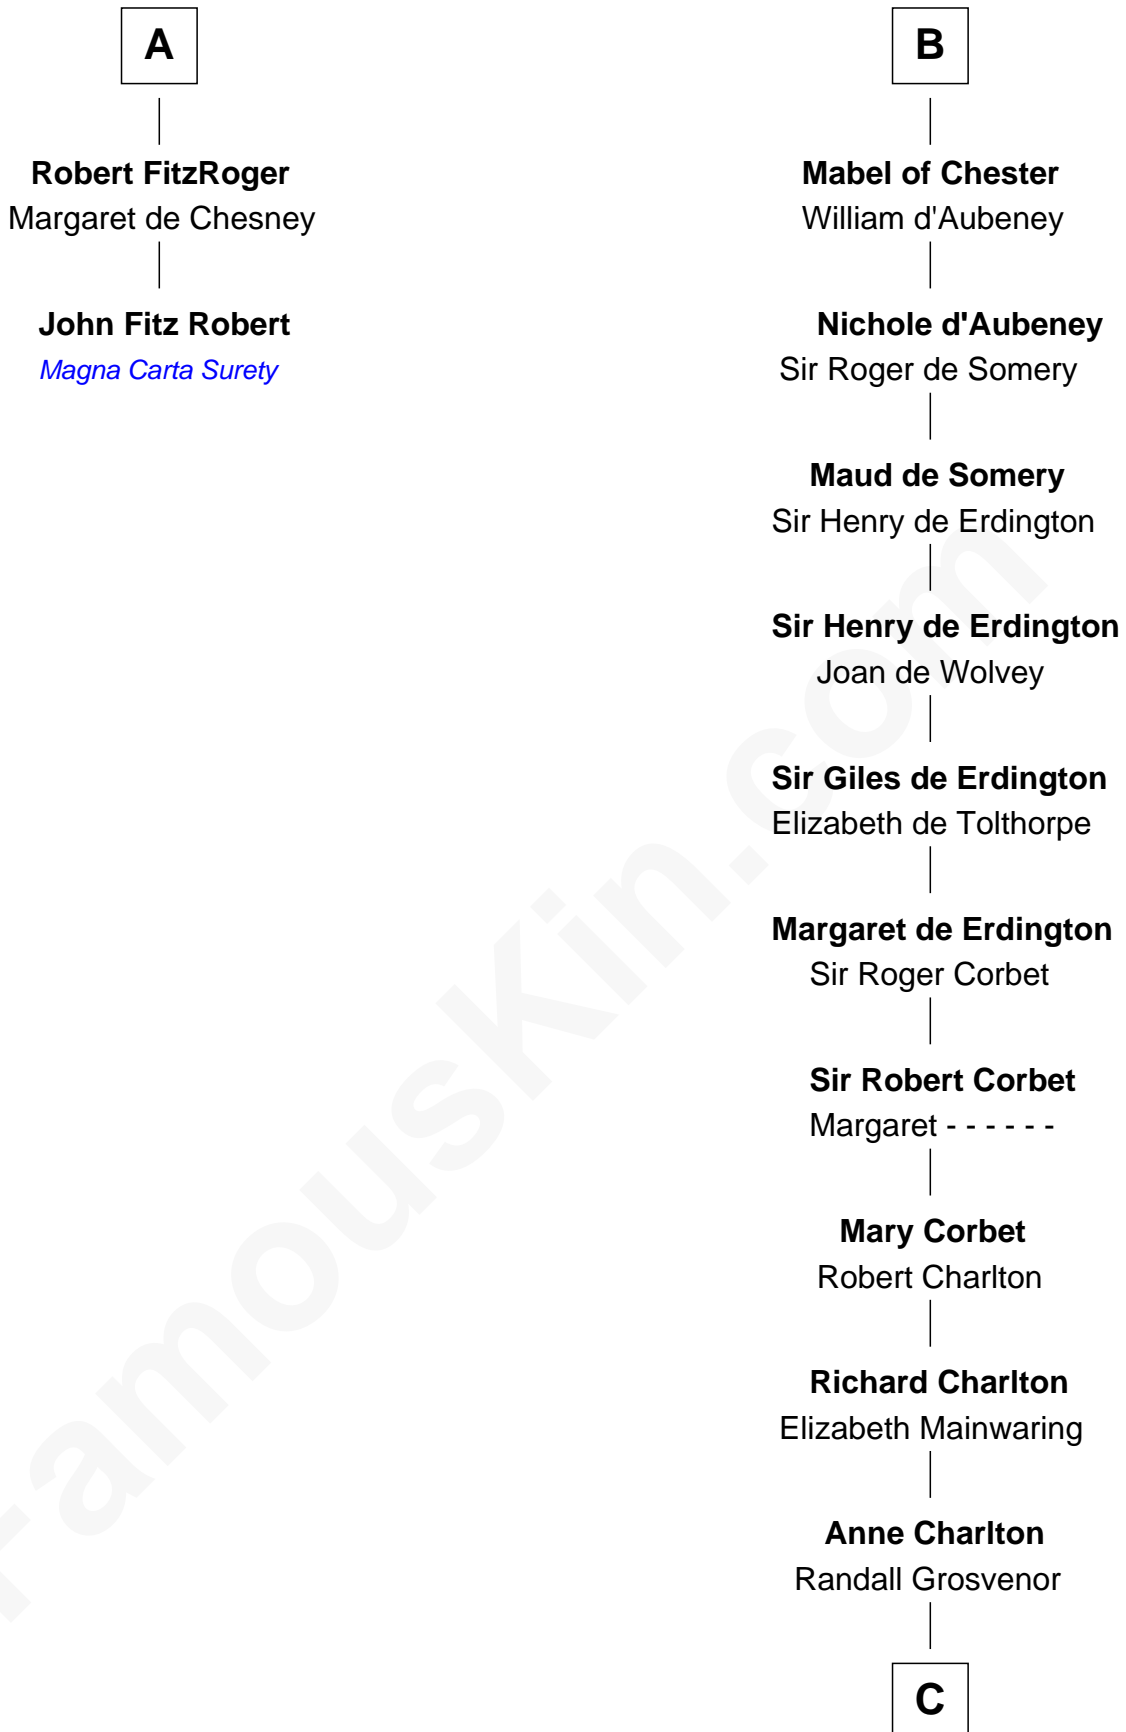 A
Robert FitzRoger
Margaret de Chesney
John Fitz Robert
Magna Carta Surety
B
Mabel of Chester
William d'Aubeney
Nichole d'Aubeney
Sir Roger de Somery
Maud de Somery
Sir Henry de Erdington
Sir Henry de Erdington
Joan de Wolvey
Sir Giles de Erdington
Elizabeth de Tolthorpe
Margaret de Erdington
Sir Roger Corbet
Sir Robert Corbet
Margaret - - - - - -
Mary Corbet
Robert Charlton
Richard Charlton
Elizabeth Mainwaring
Anne Charlton
Randall Grosvenor
C
FamousKin.com